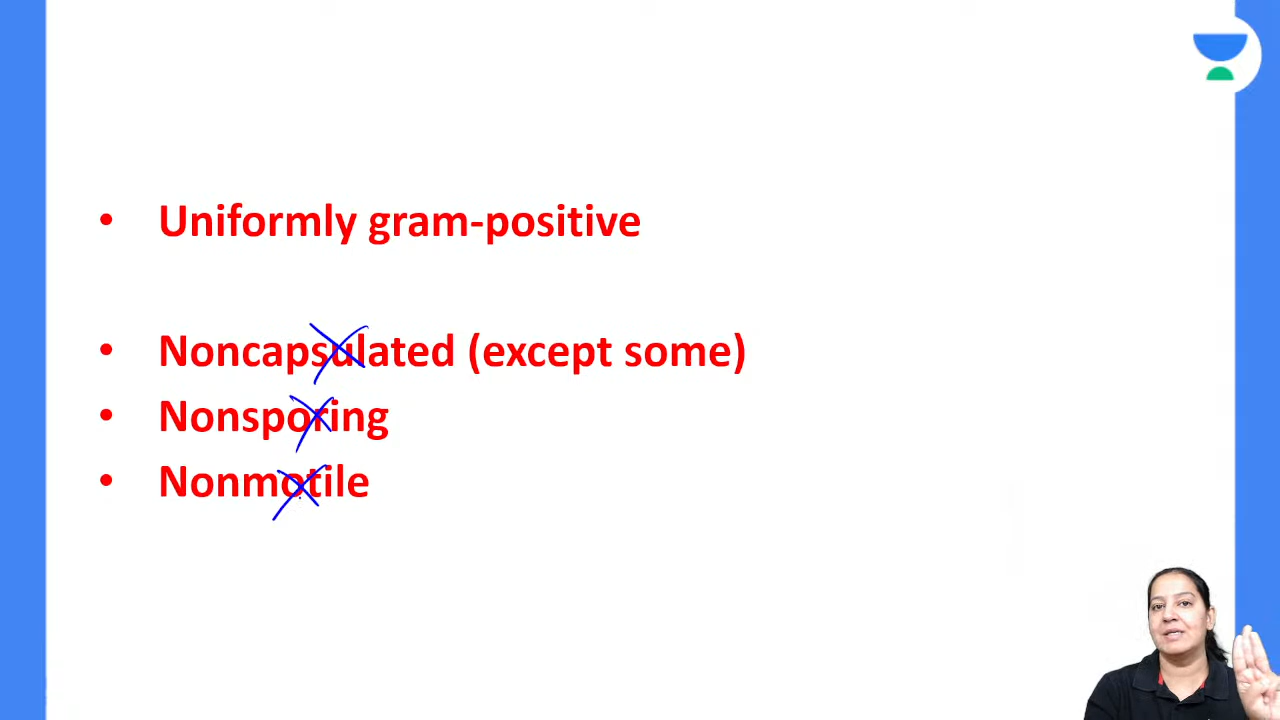 • Uniformly gram-positive
• Noncapsulated (except some)
• Nonsporing
• Nonmotile